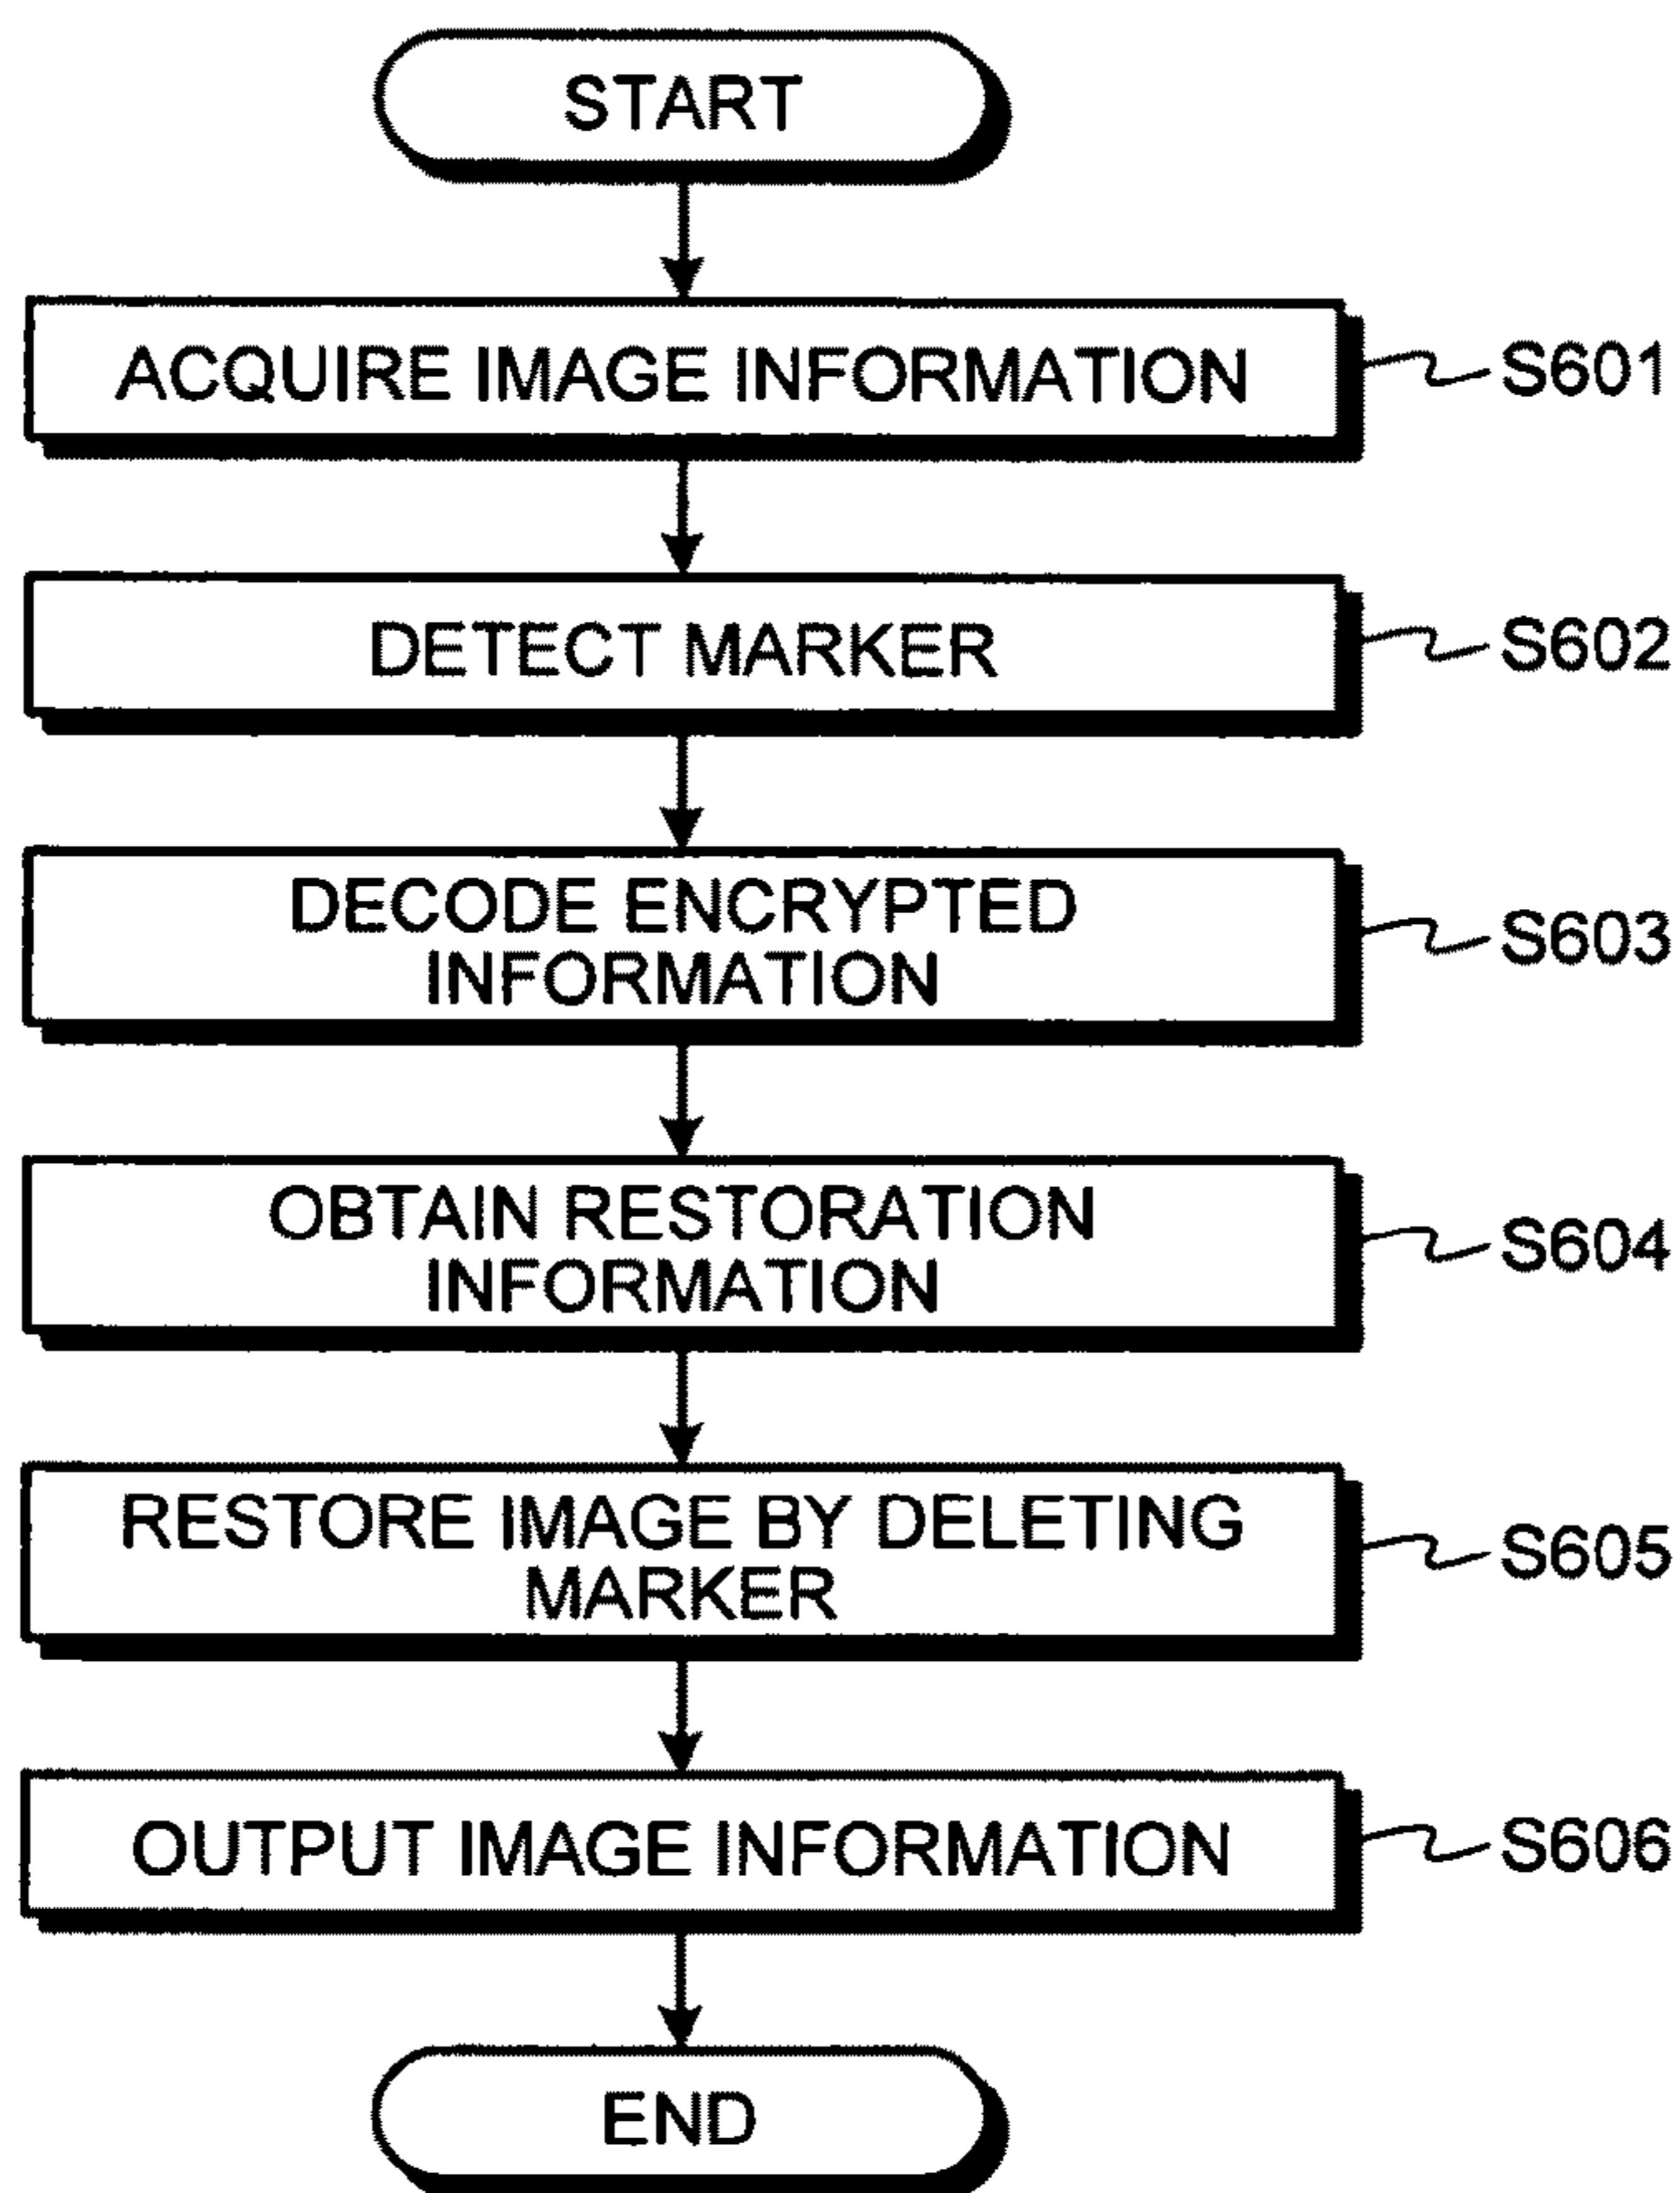 START
ACQUIRE IMAGE INFORMATION
S601
DETECT MARKER
S602
DECODE ENCRYPTED
INFORMATION
S603
OBTAIN RESTORATION
INFORMATION
S604
RESTORE IMAGE BY DELETING
MARKER
S605
OUTPUT IMAGE INFORMATION
S606
END